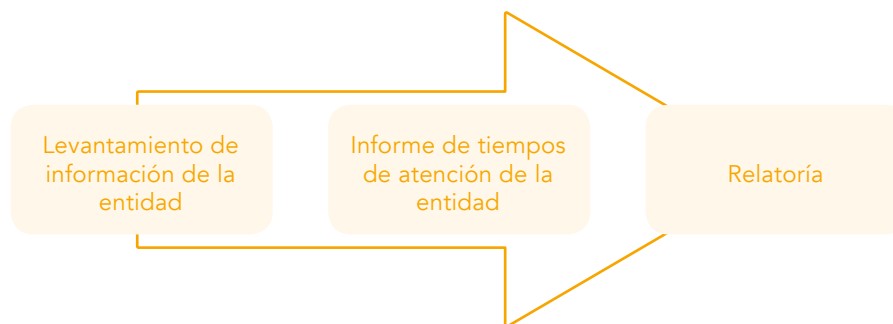 Levantamiento de
información de la
entidad
Informe de tiempos
de atención de la
entidad
Relatoría